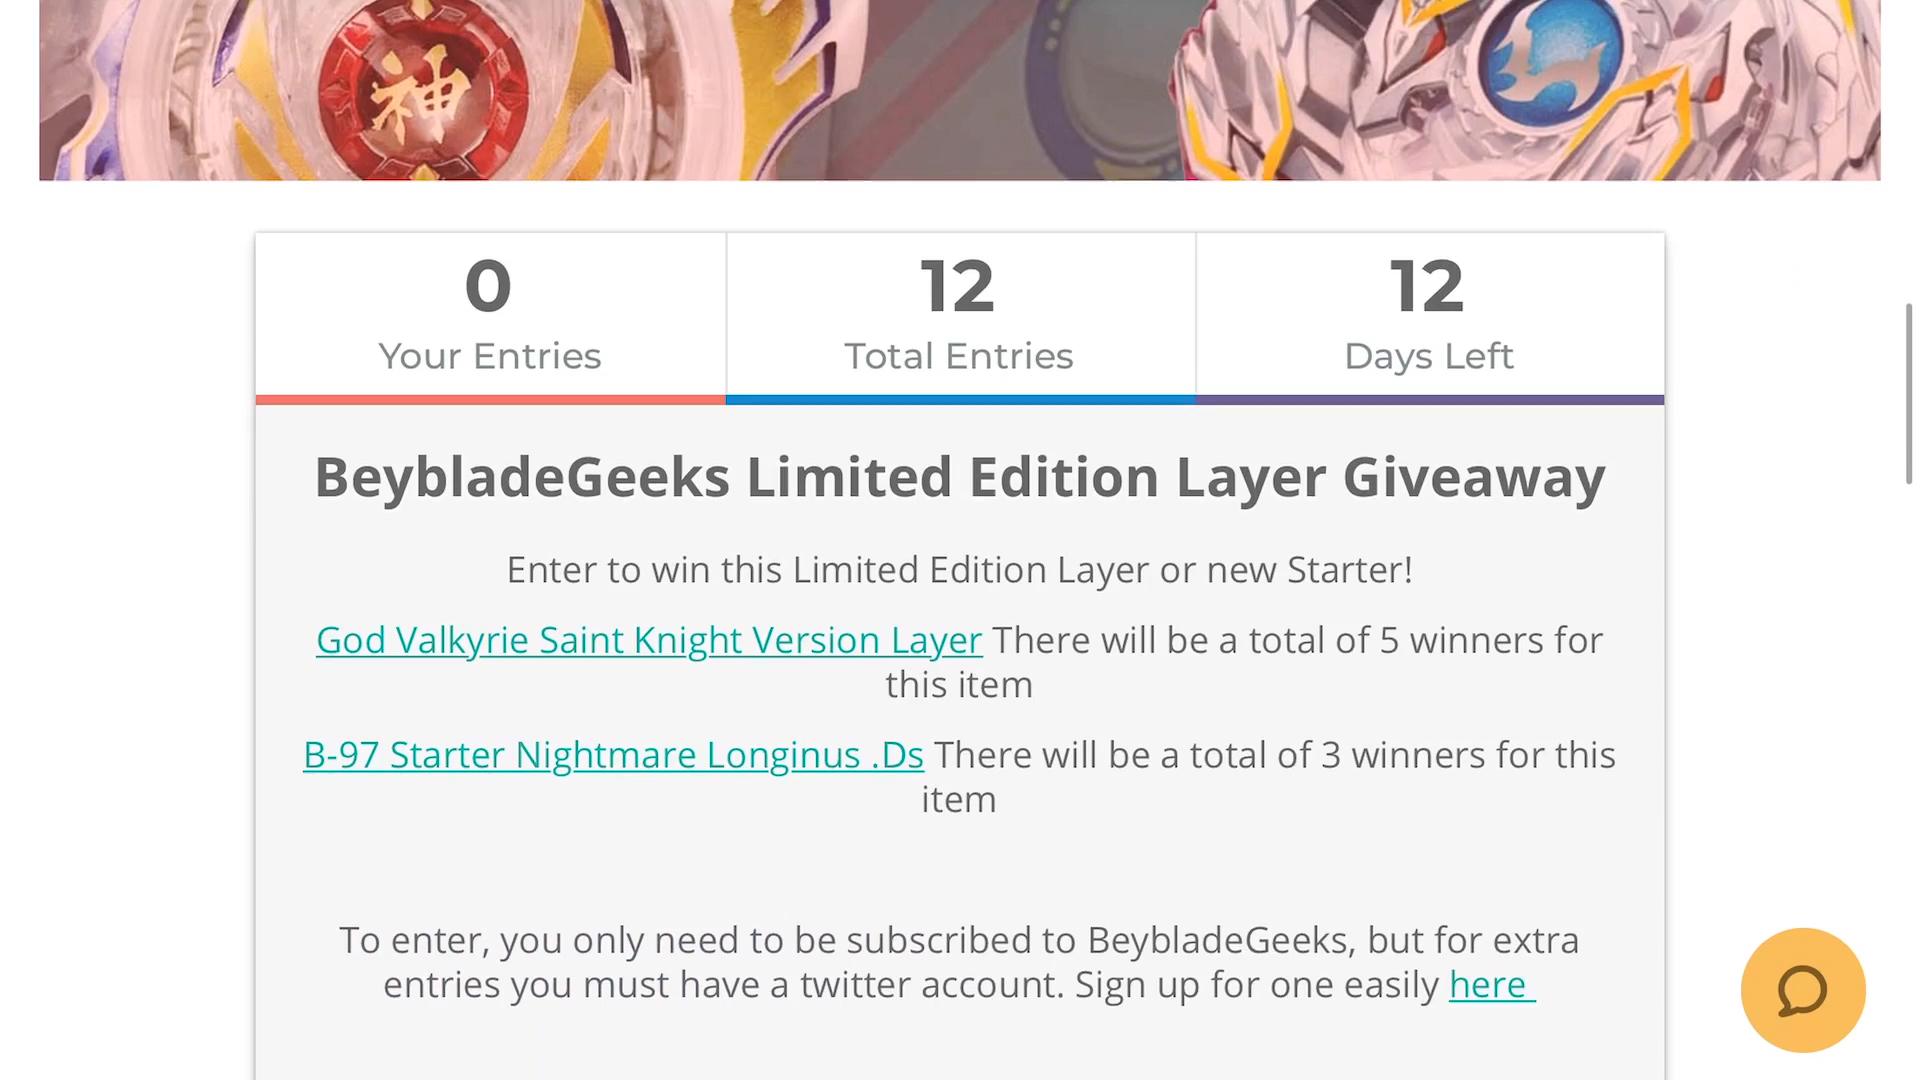 神
0
Your Entries
12
Total Entries
12
Days Left
BeybladeGeeks Limited Edition Layer Giveaway
Enter to win this Limited Edition Layer or new Starter!
God Valkyrie Saint Knight Version Layer There will be a total of 5 winners for
this item
B-97 Starter Nightmare Longinus .Ds There will be a total of 3 winners for this
item
To enter, you only need to be subscribed to BeybladeGeeks, but for extra
entries you must have a twitter account. Sign up for one easily here